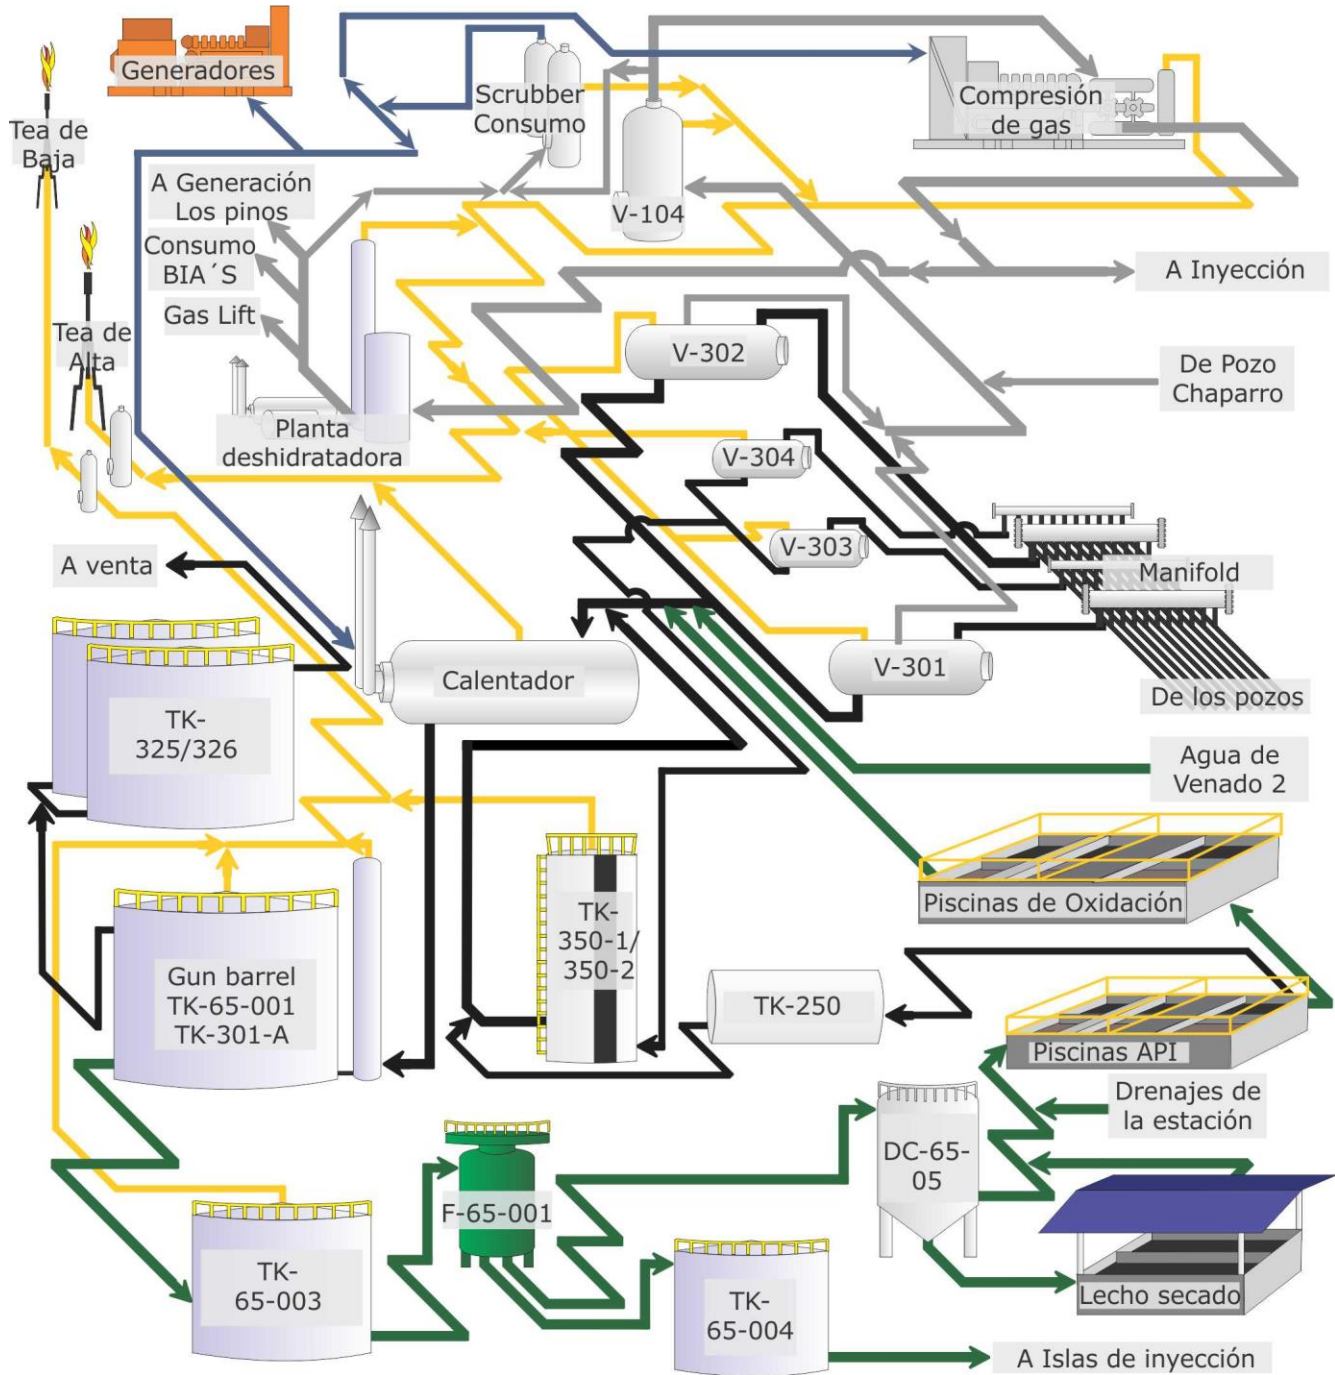 Generadores
Tea de
Baja
Scrubber
Consumo
Compresión
de gas
A Generación
Los pinos
V-104
Consumo
BIA´S
A Inyección
Gas Lift
Tea de
Alta
V-302
De Pozo
Chaparro
Planta
deshidratadora
V-304
V-303
A venta
Manifold
V-301
Calentador
De los pozos
TK-
325/326
Agua de
Venado 2
Piscinas de Oxidación
TK-
350-1/
350-2
Gun barrel
TK-65-001
TK-301-A
TK-250
Piscinas API
Drenajes de
la estación
DC-65-
05
F-65-001
TK-
65-003
TK-
65-004
Lecho secado
A Islas de inyección